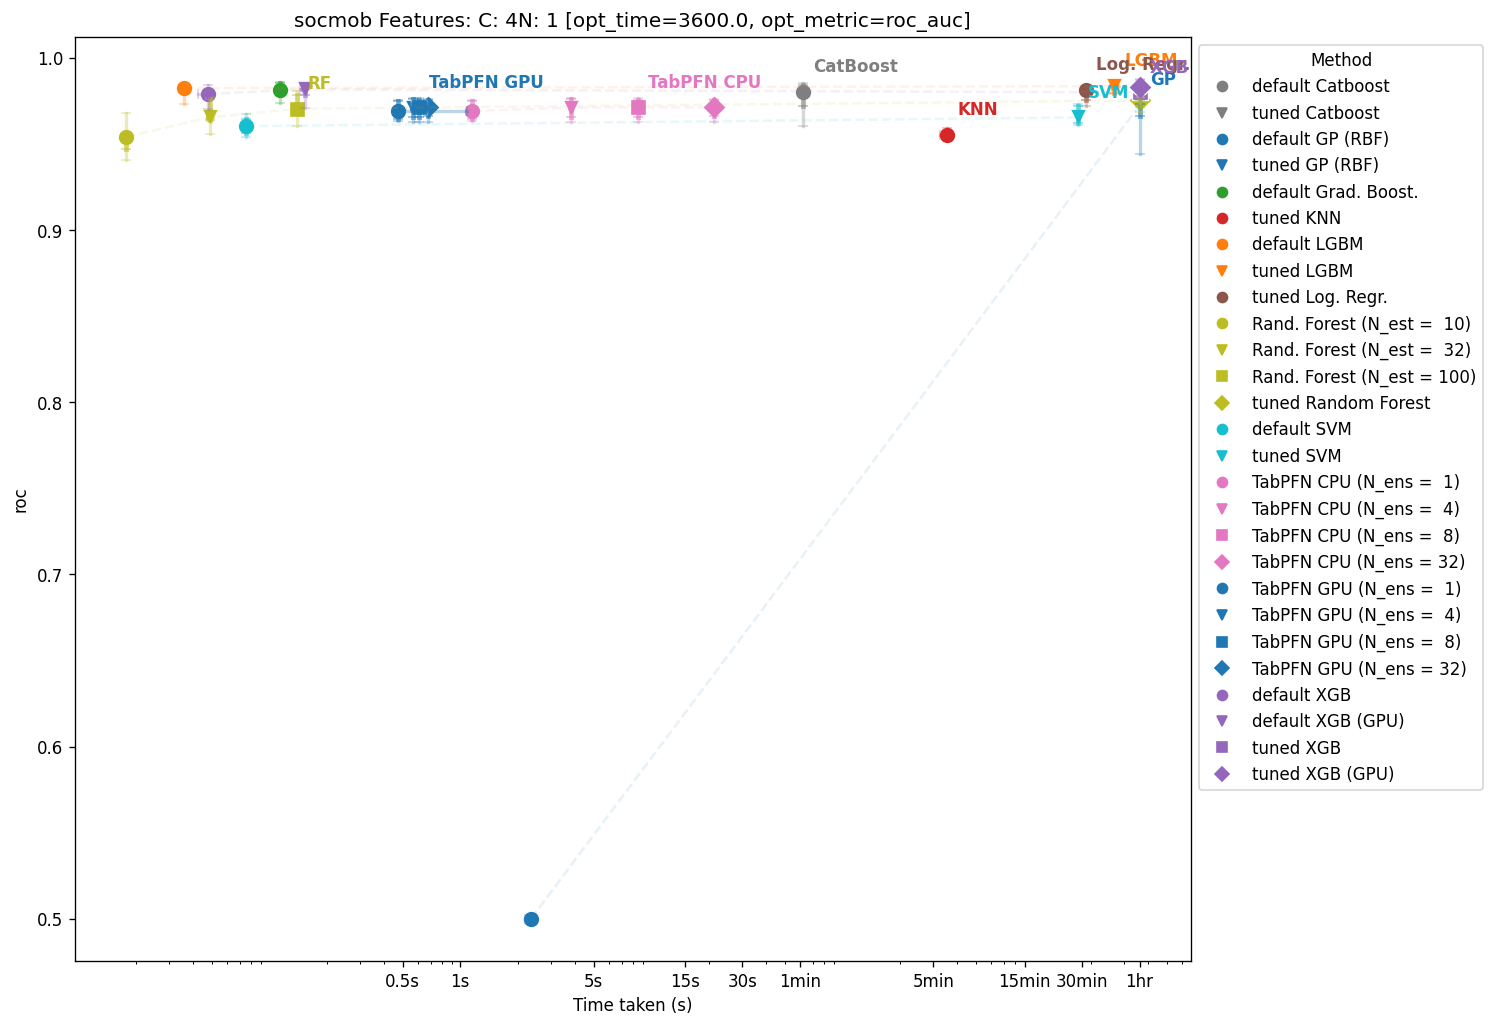 socmob Features: C: 4N: 1 [opt_time=3600.0, opt_metric=roc_auc]
1.0
0.9
0.8
0.7
0.6
0.5
roc
RF
TabPFN GPU
TabPFN CPU
CatBoost
KNN
Log. Regr.
LGBM
XGB
GP
SVM
0.5s 1s 5s 15s 30s 1min 5min 15min 30min 1hr
Time taken (s)
Method
default Catboost
tuned Catboost
default GP (RBF)
tuned GP (RBF)
default Grad. Boost.
tuned KNN
default LGBM
tuned LGBM
tuned Log. Regr.
Rand. Forest (N_est =  10)
Rand. Forest (N_est =  32)
Rand. Forest (N_est = 100)
tuned Random Forest
default SVM
tuned SVM
TabPFN CPU (N_ens =  1)
TabPFN CPU (N_ens =  4)
TabPFN CPU (N_ens =  8)
TabPFN CPU (N_ens = 32)
TabPFN GPU (N_ens =  1)
TabPFN GPU (N_ens =  4)
TabPFN GPU (N_ens =  8)
TabPFN GPU (N_ens = 32)
default XGB
default XGB (GPU)
tuned XGB
tuned XGB (GPU)